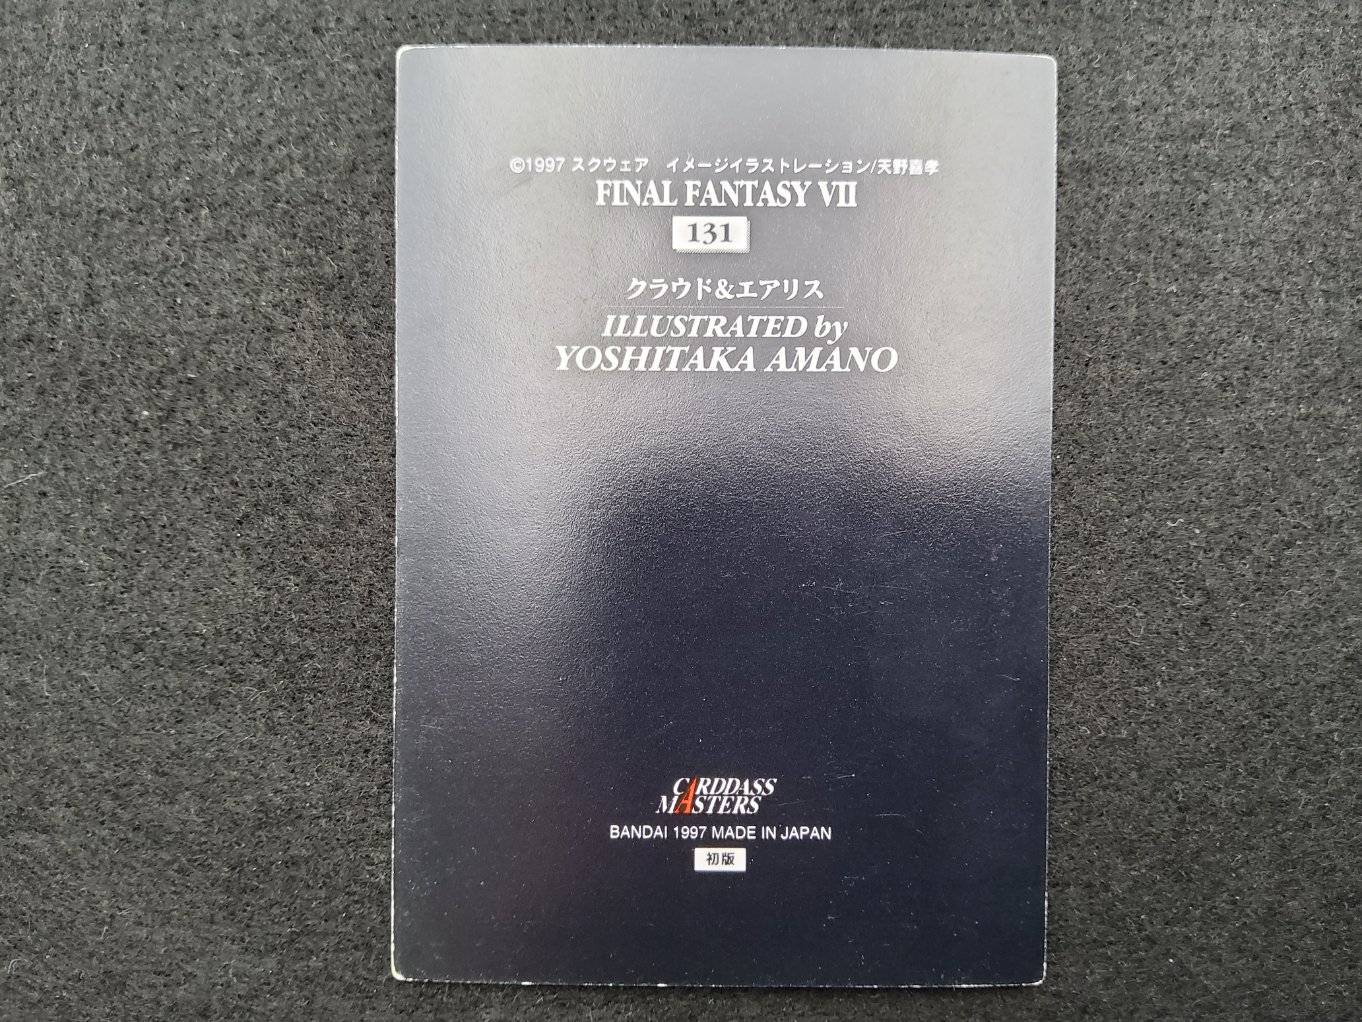 ©1997 スクウェア イメージイラストレーション/天野喜孝
FINAL FANTASY VII
131
クラウド&エアリス
ILLUSTRATED by
YOSHITAKA AMANO
CARDDASS
MASTERS
BANDAI 1997 MADE IN JAPAN
初版